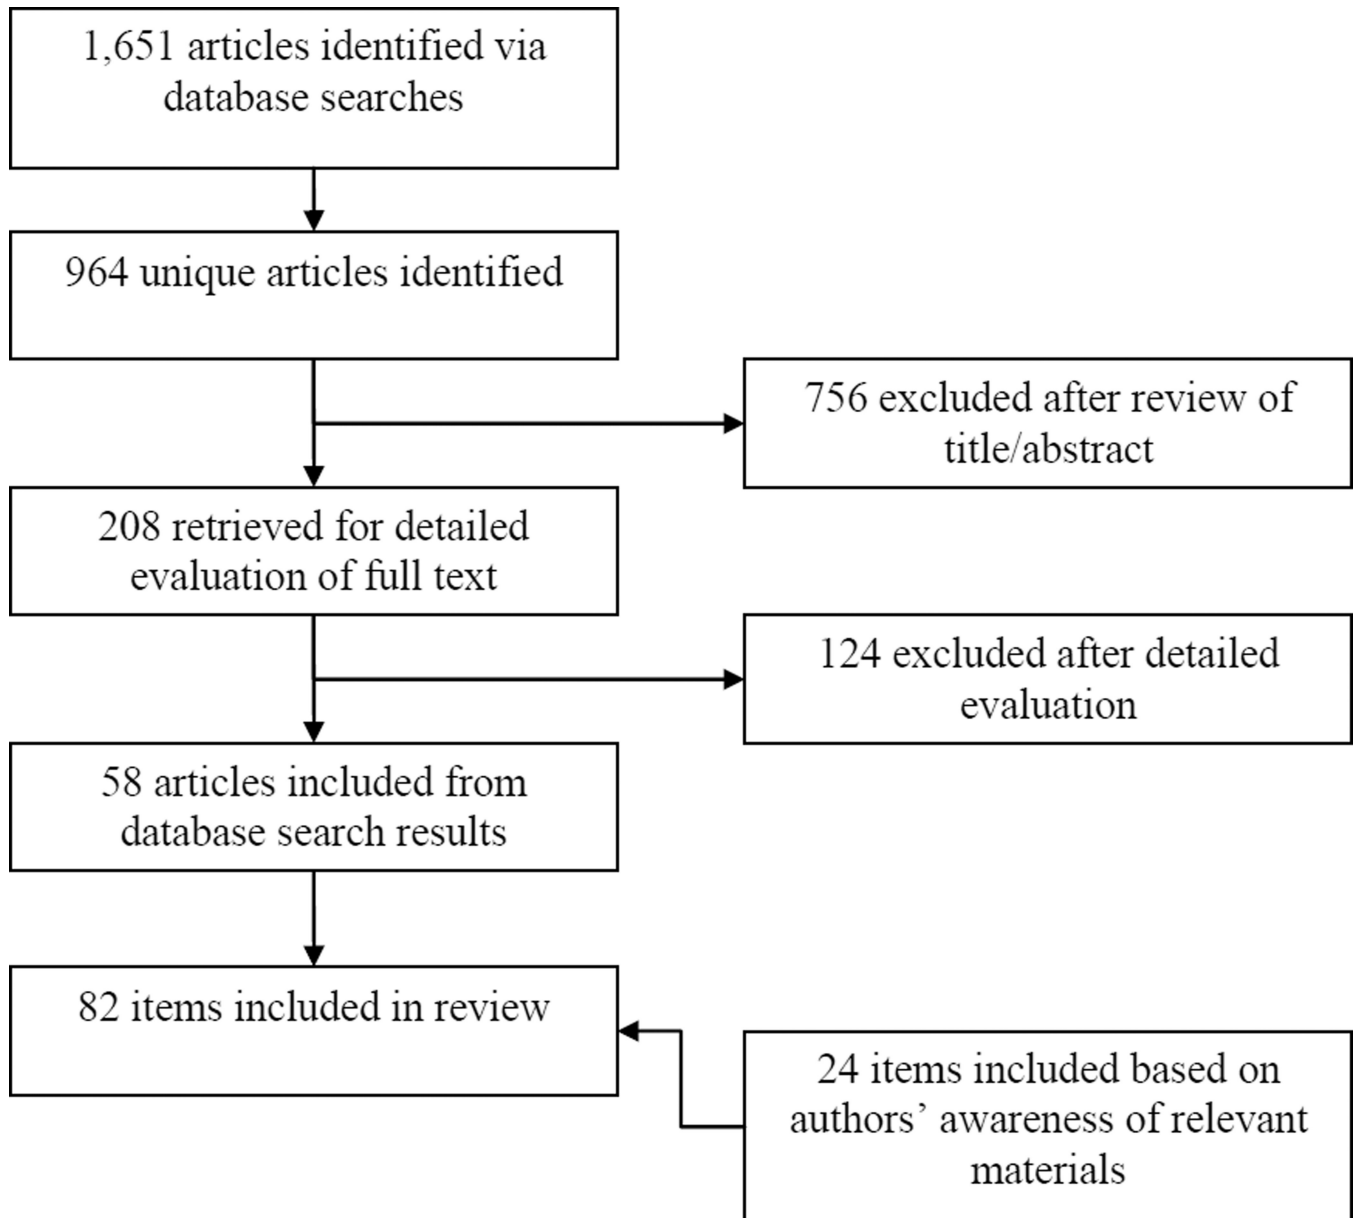 1,651 articles identified via
database searches
964 unique articles identified
756 excluded after review of
title/abstract
208 retrieved for detailed
evaluation of full text
124 excluded after detailed
evaluation
58 articles included from
database search results
82 items included in review
24 items included based on
authors’ awareness of relevant
materials